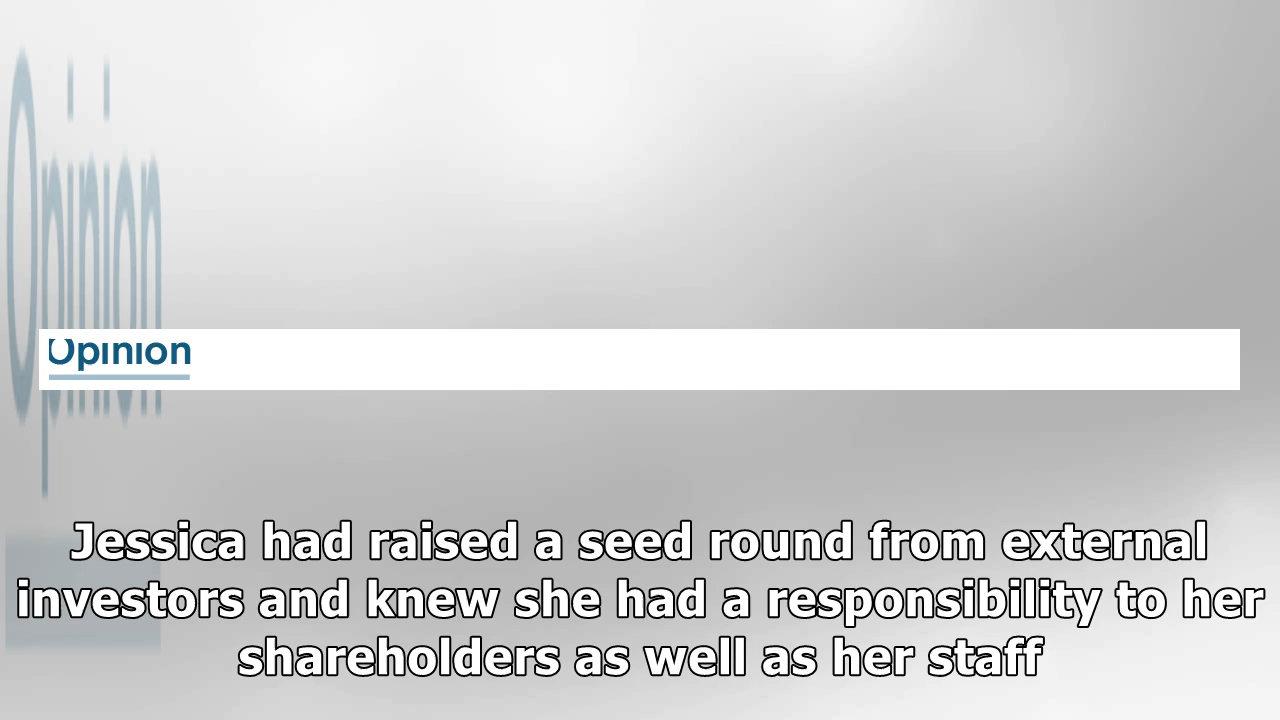 Opinion
Opinion
Jessica had raised a seed round from external
investors and knew she had a responsibility to her
shareholders as well as her staff